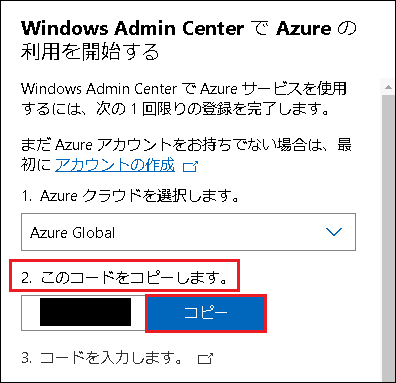 Windows Admin Center で Azure の
利用を開始する
Windows Admin Center で Azure サービスを使用
するには、次の 1 回限りの登録を完了します。
まだ Azure アカウントをお持ちでない場合は、最
初に アカウントの作成
1. Azure クラウドを選択します。
Azure Global
2. このコードをコピーします。
コピー
3. コードを入力します。